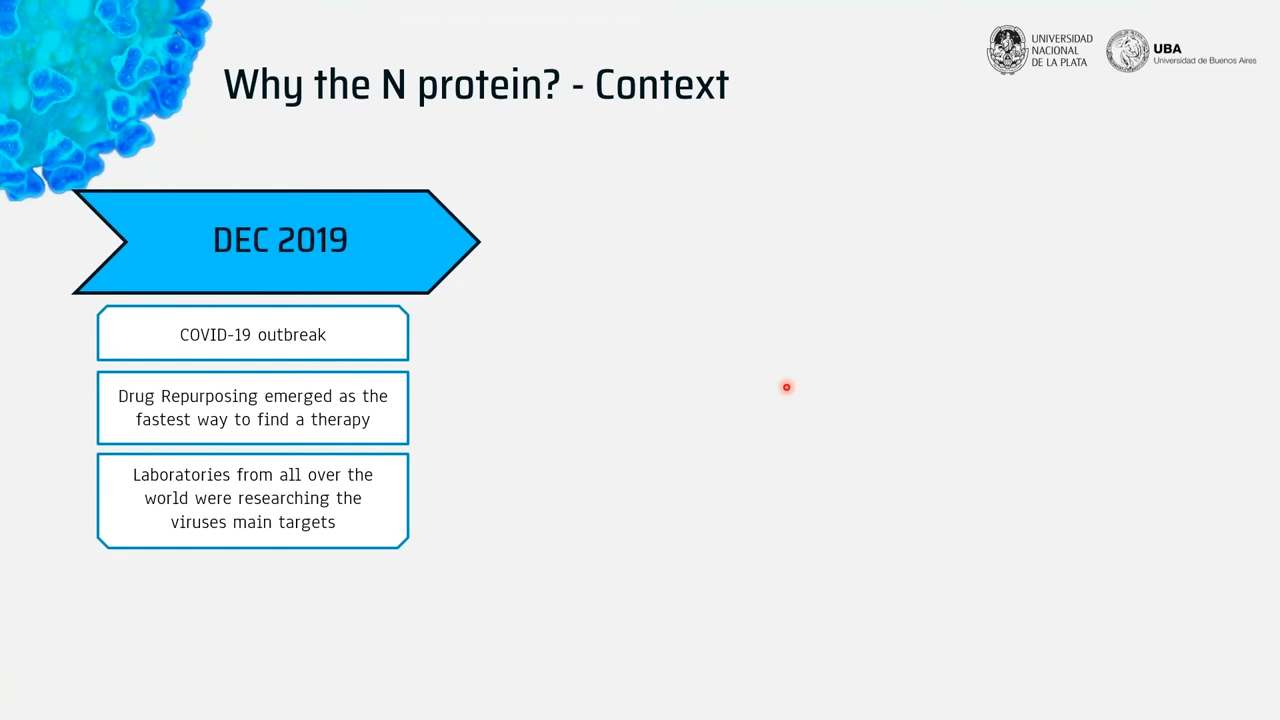 Why the N protein? - Context
UNIVERSIDAD
NACIONAL
DE LA PLATA
UBA
Universidad de Buenos Aires
DEC 2019
COVID-19 outbreak
Drug Repurposing emerged as the
fastest way to find a therapy
Laboratories from all over the
world were researching the
viruses main targets